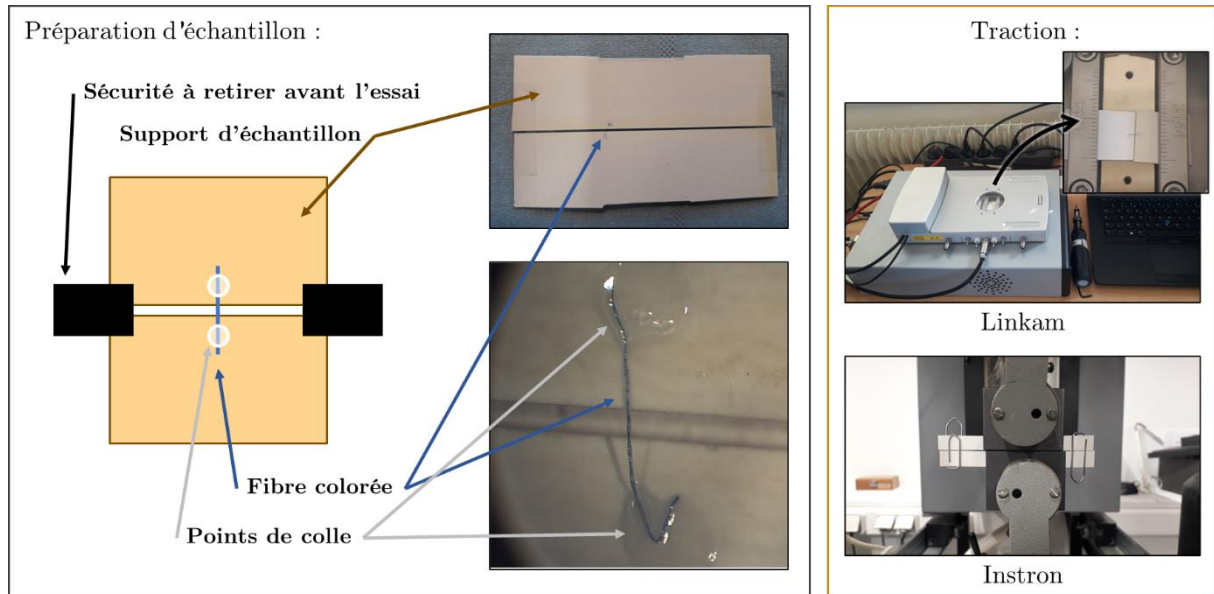 Préparation d'échantillon :
Sécurité à retirer avant l'essai
Support d'échantillon
Fibre colorée
Points de colle
Traction :
Linkam
Instron